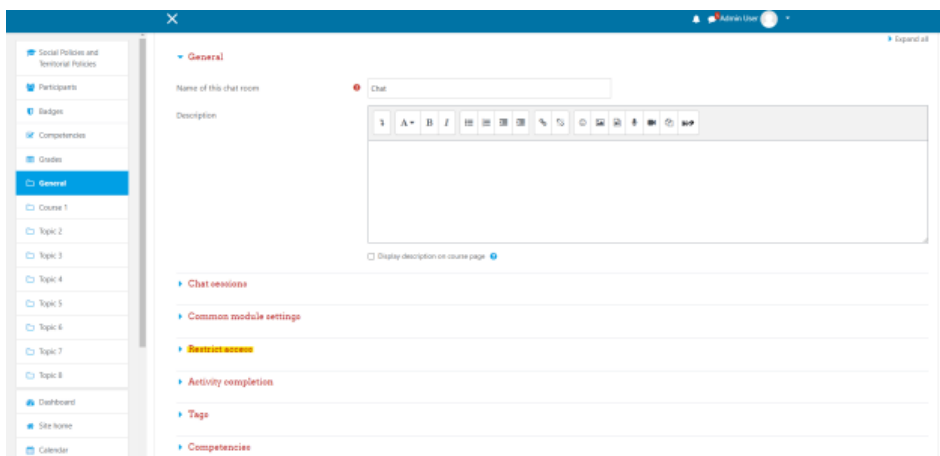 Admin User
Expand all
Social Policies and
Territorial Policies
Participants
Badges
Competencies
Grades
General
Course 1
Topic 2
Topic 3
Topic 4
Topic 5
Topic 6
Topic 7
Topic 8
Dashboard
Site home
Calendar
General
Name of this chat room
Chat
Description
A B I
Display description on course page
Chat sessions
Common module settings
Restrict access
Activity completion
Tags
Competencies